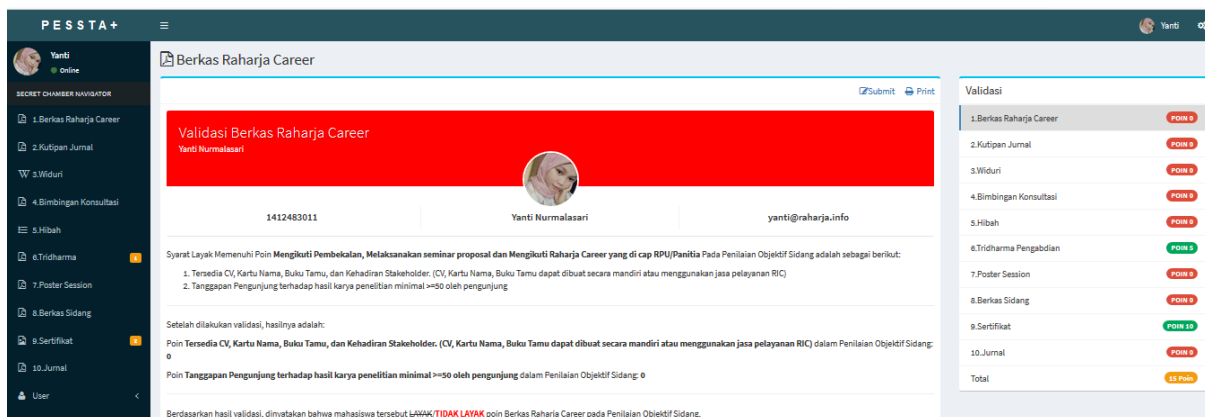 PESSTA+
Yanti
Yanti
Online
SECRET CHAMBER NAVIGATOR
1.Berkas Raharja Career
2.Kutipan Jurnal
W 3.Widuri
4.Bimbingan Konsultasi
5.Hibah
6.Tridharma 1
7.Poster Session
8.Berkas Sidang
9.Sertifikat 2
10.Jurnal
User
Berkas Raharja Career
Submit Print
Validasi Berkas Raharja Career
Yanti Nurmalasari
1412483011 Yanti Nurmalasari yanti@raharja.info
Syarat Layak Memenuhi Poin Mengikuti Pembekalan, Melaksanakan seminar proposal dan Mengikuti Raharja Career yang di cap RPU/Panitia Pada Penilaian Objektif Sidang adalah sebagai berikut:
1. Tersedia CV, Kartu Nama, Buku Tamu, dan Kehadiran Stakeholder. (CV, Kartu Nama, Buku Tamu dapat dibuat secara mandiri atau menggunakan jasa pelayanan RIC)
2. Tanggapan Pengunjung terhadap hasil karya penelitian minimal >=50 oleh pengunjung
Setelah dilakukan validasi, hasilnya adalah:
Poin Tersedia CV, Kartu Nama, Buku Tamu, dan Kehadiran Stakeholder. (CV, Kartu Nama, Buku Tamu dapat dibuat secara mandiri atau menggunakan jasa pelayanan RIC) dalam Penilaian Objektif Sidang:
0
Poin Tanggapan Pengunjung terhadap hasil karya penelitian minimal >=50 oleh pengunjung dalam Penilaian Objektif Sidang: 0
Berdasarkan hasil validasi, dinyatakan bahwa mahasiswa tersebut LAYAK/TIDAK LAYAK poin Berkas Raharja Career pada Penilaian Objektif Sidang.
Validasi
1.Berkas Raharja Career POIN 0
2.Kutipan Jurnal POIN 0
3.Widuri POIN 0
4.Bimbingan Konsultasi POIN 0
5.Hibah POIN 0
6.Tridharma Pengabdian POIN 5
7.Poster Session POIN 0
8.Berkas Sidang POIN 0
9.Sertifikat POIN 10
10.Jurnal POIN 0
Total 15 Poin